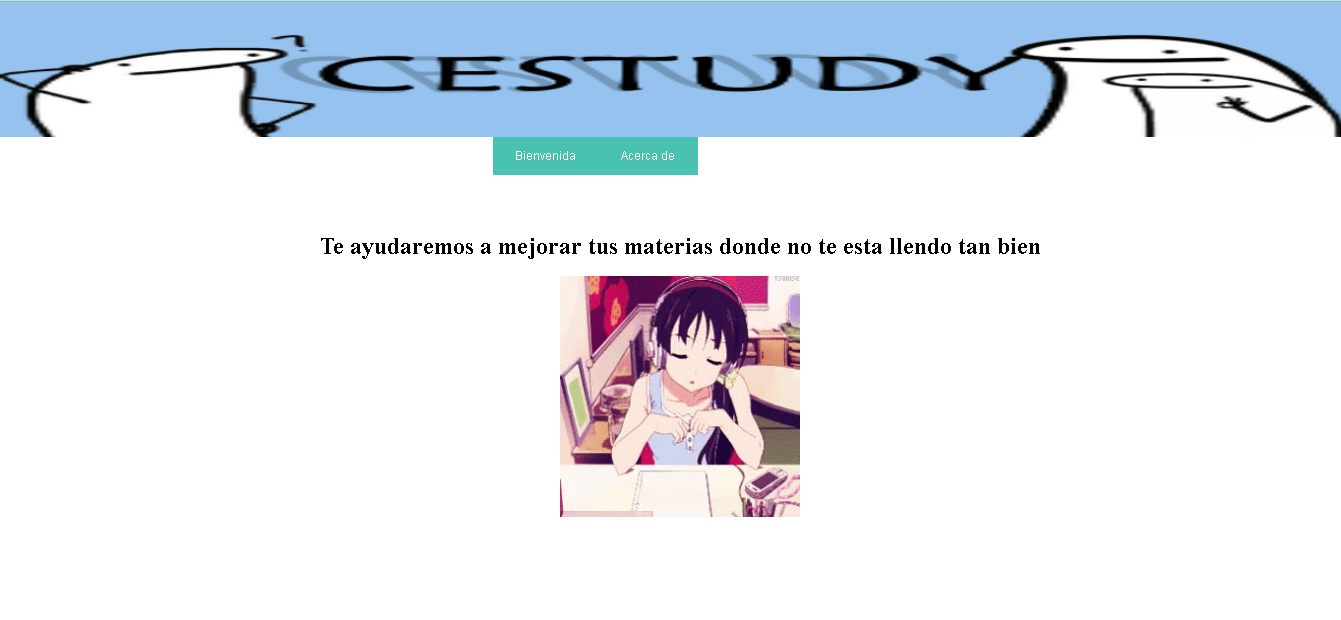 ?
CESTUDY
Bienvenida Acerca de
Te ayudaremos a mejorar tus materias donde no te esta llendo tan bien